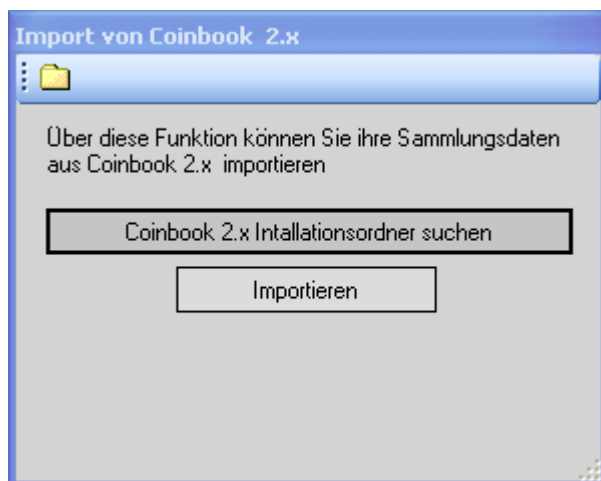 Import von Coinbook 2.x
Über diese Funktion können Sie ihre Sammlungsdaten
aus Coinbook 2.x importieren
Coinbook 2.x Intallationsordner suchen
Importieren